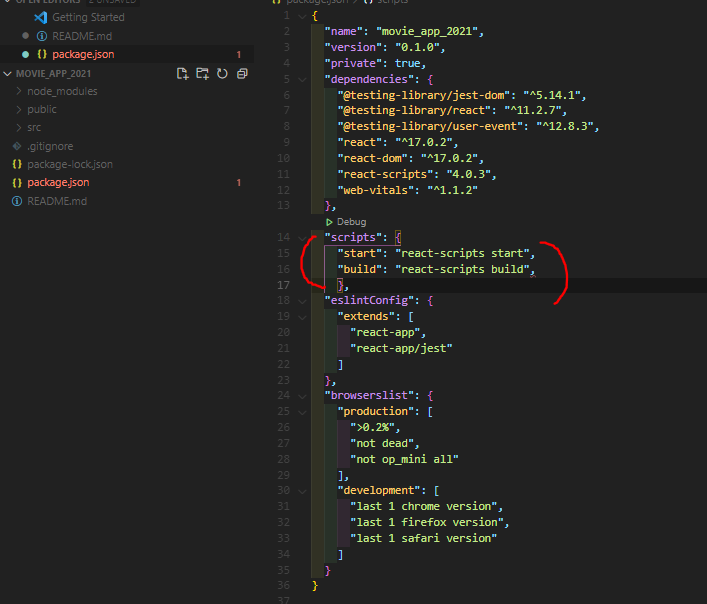 OPEN EDITORS 2 UNSAVED
Getting Started
README.md
package.json 1
MOVIE_APP_2021
node_modules
public
src
.gitignore
package-lock.json
package.json 1
README.md
package.json > scripts
1 {
2 "name": "movie_app_2021",
3 "version": "0.1.0",
4 "private": true,
5 "dependencies": {
6 "@testing-library/jest-dom": "^5.14.1",
7 "@testing-library/react": "^11.2.7",
8 "@testing-library/user-event": "^12.8.3",
9 "react": "^17.0.2",
10 "react-dom": "^17.0.2",
11 "react-scripts": "4.0.3",
12 "web-vitals": "^1.1.2"
13 },
Debug
14 "scripts": {
15 "start": "react-scripts start",
16 "build": "react-scripts build",
17 },
18 "eslintConfig": {
19 "extends": [
20 "react-app",
21 "react-app/jest"
22 ]
23 },
24 "browserslist": {
25 "production": [
26 ">0.2%",
27 "not dead",
28 "not op_mini all"
29 ],
30 "development": [
31 "last 1 chrome version",
32 "last 1 firefox version",
33 "last 1 safari version"
34 ]
35 }
36 }
37